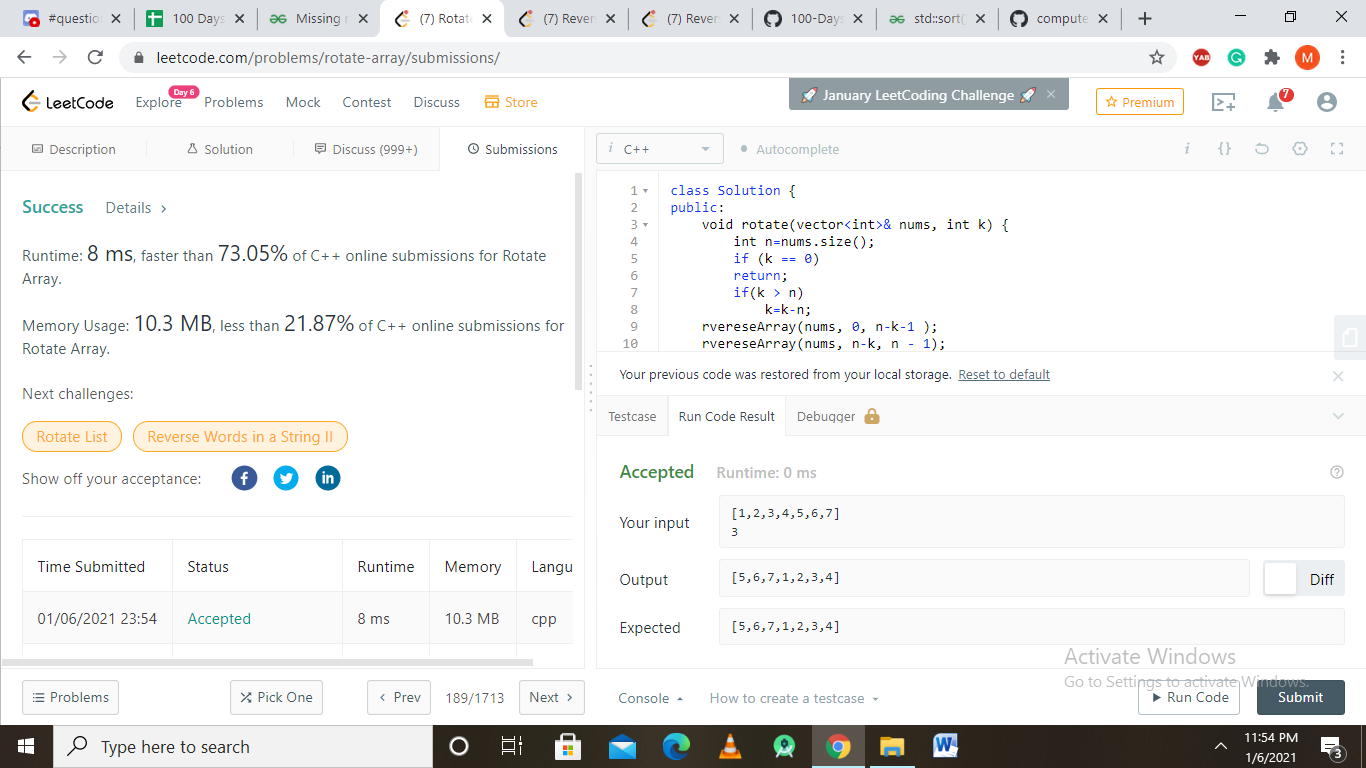 #questio
100 Days
Missing
(7) Rotat
(7) Rever
(7) Rever
100-Days
std::sort(
compute
leetcode.com/problems/rotate-array/submissions/
YAB
G
M
LeetCode
Explore
Day 6
Problems
Mock
Contest
Discuss
Store
🚀 January LeetCoding Challenge 🚀 ×
Premium
7
Description
Solution
Discuss (999+)
Submissions
i C++
Autocomplete
i
{}
Success
Details
Runtime: 8 ms, faster than 73.05% of C++ online submissions for Rotate
Array.
Memory Usage: 10.3 MB, less than 21.87% of C++ online submissions for
Rotate Array.
Next challenges:
Rotate List
Reverse Words in a String II
Show off your acceptance:
f
in
Time Submitted
Status
Runtime
Memory
Langu
01/06/2021 23:54
Accepted
8 ms
10.3 MB
cpp
1 class Solution {
2 public:
3 void rotate(vector<int>& nums, int k) {
4 int n=nums.size();
5 if (k == 0)
6 return;
7 if(k > n)
8 k=k-n;
9 rvereseArray(nums, 0, n-k-1 );
10 rvereseArray(nums, n-k, n - 1);
Your previous code was restored from your local storage. Reset to default
Testcase
Run Code Result
Debugger
Accepted
Runtime: 0 ms
Your input
[1,2,3,4,5,6,7]
3
Output
[5,6,7,1,2,3,4]
Diff
Expected
[5,6,7,1,2,3,4]
Activate Windows
Go to Settings to activate Windows.
Problems
Pick One
Prev
189/1713
Next
Console
How to create a testcase
Run Code
Submit
Type here to search
W
11:54 PM
1/6/2021
3